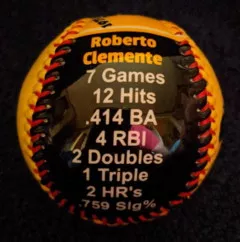 Roberto
Clemente
7 Games
12 Hits
.414 BA
4 RBI
2 Doubles
1 Triple
2 HR's
.759 Slg%